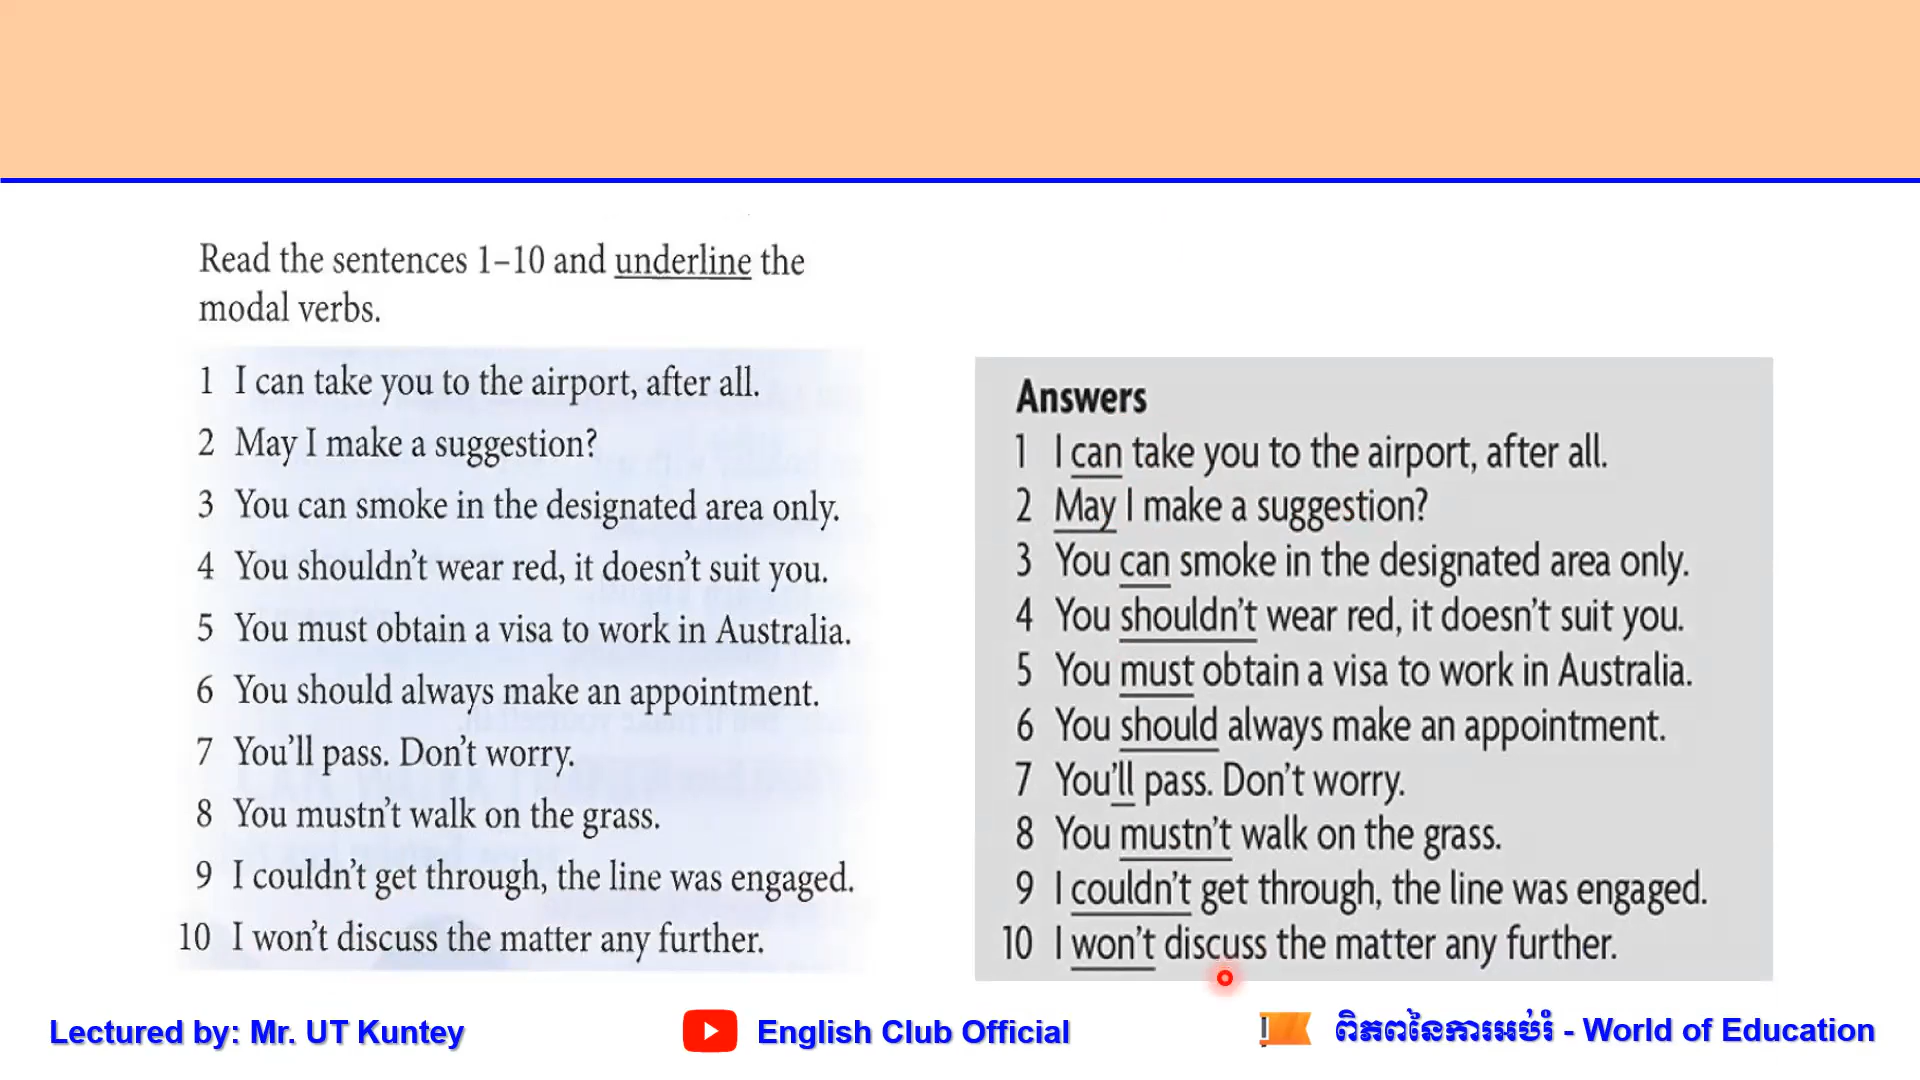 Read the sentences 1–10 and underline the
modal verbs.
1 I can take you to the airport, after all.
2 May I make a suggestion?
3 You can smoke in the designated area only.
4 You shouldn't wear red, it doesn't suit you.
5 You must obtain a visa to work in Australia.
6 You should always make an appointment.
7 You'll pass. Don't worry.
8 You mustn't walk on the grass.
9 I couldn't get through, the line was engaged.
10 I won't discuss the matter any further.
Answers
1 I can take you to the airport, after all.
2 May I make a suggestion?
3 You can smoke in the designated area only.
4 You shouldn't wear red, it doesn't suit you.
5 You must obtain a visa to work in Australia.
6 You should always make an appointment.
7 You'll pass. Don't worry.
8 You mustn't walk on the grass.
9 I couldn't get through, the line was engaged.
10 I won't discuss the matter any further.
Lectured by: Mr. UT Kuntey
English Club Official
ពិភពនៃការអប់រំ - World of Education